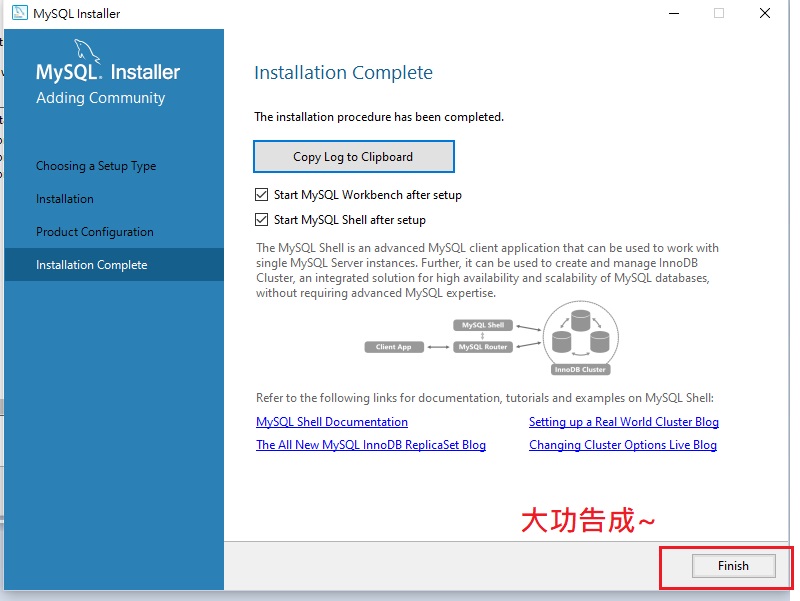 MySQL Installer
MySQL. Installer
Adding Community
Choosing a Setup Type
Installation
Product Configuration
Installation Complete
Installation Complete
The installation procedure has been completed.
Copy Log to Clipboard
Start MySQL Workbench after setup
Start MySQL Shell after setup
The MySQL Shell is an advanced MySQL client application that can be used to work with
single MySQL Server instances. Further, it can be used to create and manage InnoDB
Cluster, an integrated solution for high availability and scalability of MySQL databases,
without requiring advanced MySQL expertise.
MySQL Shell
Client App
MySQL Router
InnoDB Cluster
Refer to the following links for documentation, tutorials and examples on MySQL Shell:
MySQL Shell Documentation
Setting up a Real World Cluster Blog
The All New MySQL InnoDB ReplicaSet Blog
Changing Cluster Options Live Blog
大功告成~
Finish